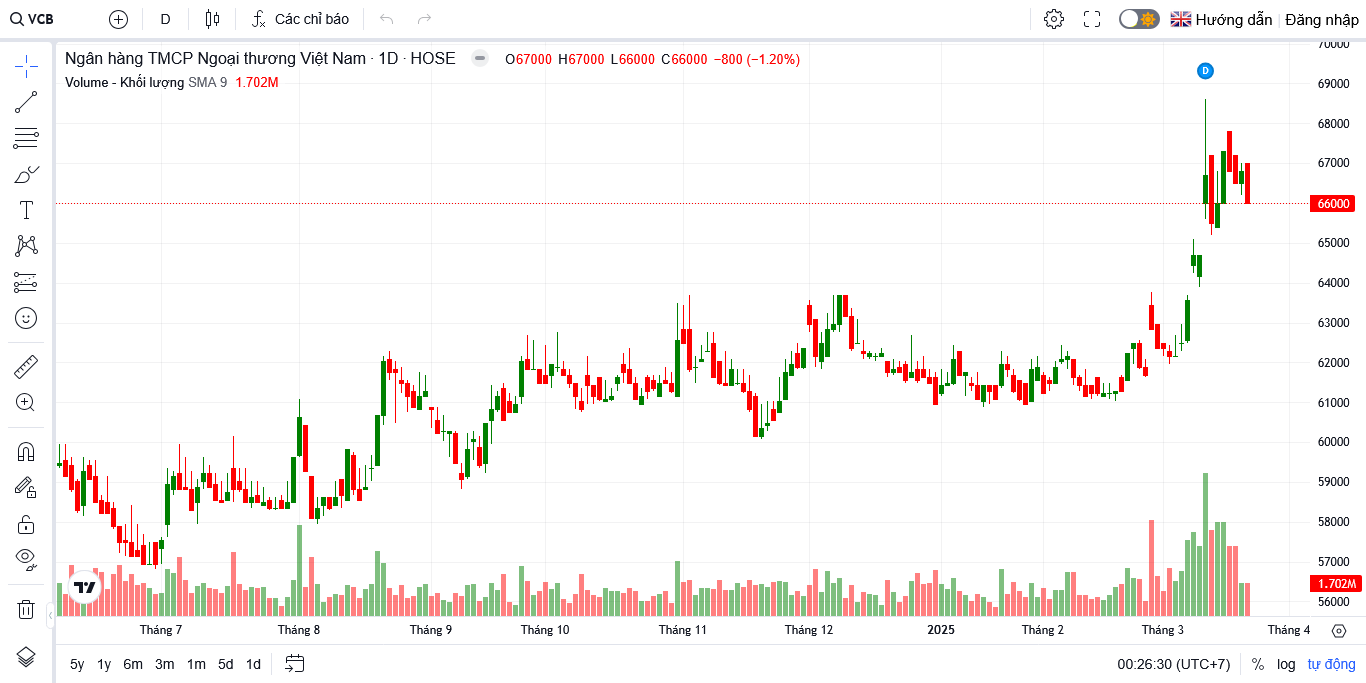 VCB D Các chỉ báo Hướng dẫn Đăng nhập
Ngân hàng TMCP Ngoại thương Việt Nam · 1D · HOSE O67000 H67000 L66000 C66000 −800 (−1.20%)
Volume - Khối lượng SMA 9 1.702M
D
70000
69000
68000
67000
66000
65000
64000
63000
62000
61000
60000
59000
58000
57000
1.702M
56000
Tháng 7 Tháng 8 Tháng 9 Tháng 10 Tháng 11 Tháng 12 2025 Tháng 2 Tháng 3 Tháng 4
5y 1y 6m 3m 1m 5d 1d 00:26:30 (UTC+7) % log tự động